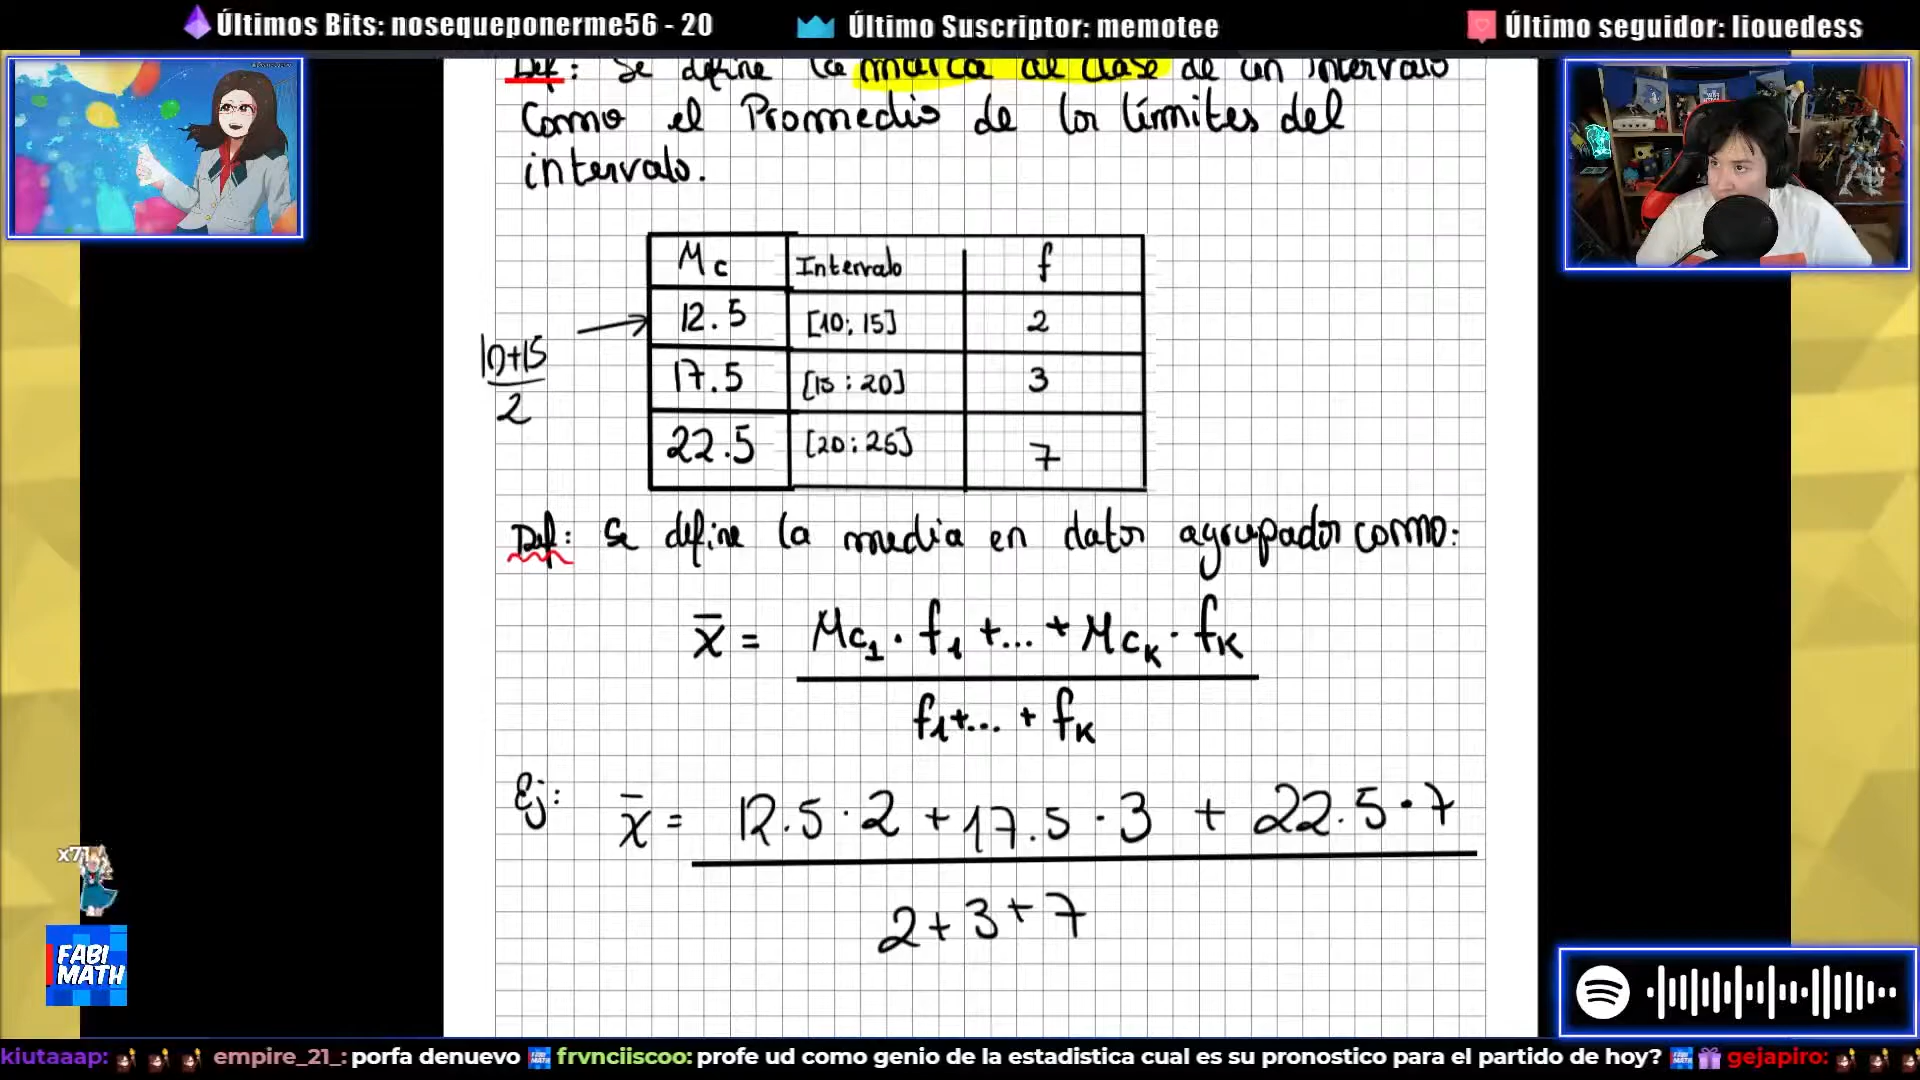 Últimos Bits: nosequeponerme56 - 20
Último Suscriptor: memotee
Último seguidor: liouedess
Def: Se define la marca de clase de un intervalo
Como el Promedio de los límites del
intervalo.
Mc Intervalo f
12.5 [10; 15] 2
17.5 [15 : 20] 3
22.5 [20 : 25] 7
10+15
2
Def: Se define la media en datos agrupados como:
x̄ = Mc₁ · f₁ + ... + Mcₖ · fₖ
f₁ + ... + fₖ
Ej: x̄ = 12.5 · 2 + 17.5 · 3 + 22.5 · 7
2 + 3 + 7
x7
FABI
MATH
kiutaaap: empire_21_: porfa denuevo frvnciiscoo: profe ud como genio de la estadistica cual es su pronostico para el partido de hoy? gejapiro: